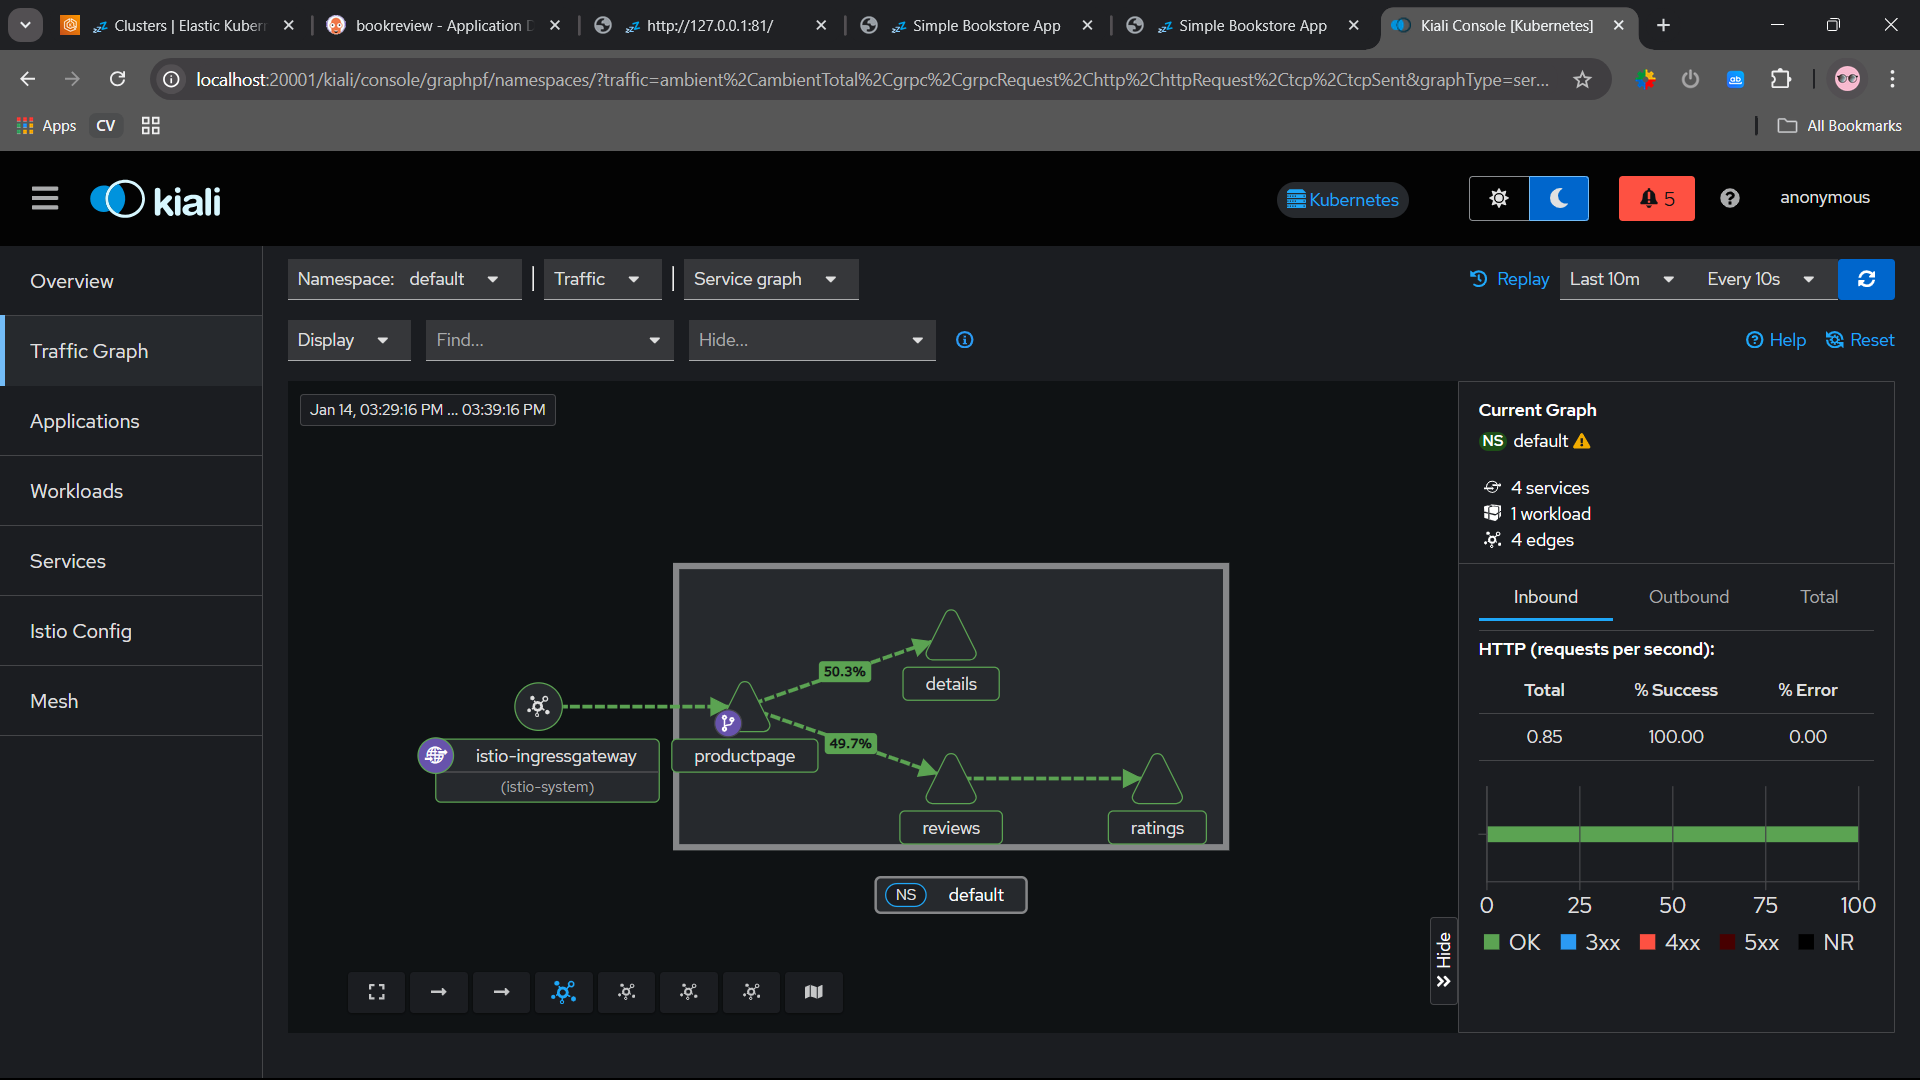 Clusters | Elastic Kubern
bookreview - Application D
http://127.0.0.1:81/
Simple Bookstore App
Simple Bookstore App
Kiali Console [Kubernetes]
localhost:20001/kiali/console/graphpf/namespaces/?traffic=ambient%2CambientTotal%2Cgrpc%2CgrpcRequest%2Chttp%2ChttpRequest%2Ctcp%2CtcpSent&graphType=ser...
Apps
CV
All Bookmarks
kiali
Kubernetes
5
anonymous
Overview
Traffic Graph
Applications
Workloads
Services
Istio Config
Mesh
Namespace: default
Traffic
Service graph
Replay
Last 10m
Every 10s
Display
Find...
Hide...
Help
Reset
Jan 14, 03:29:16 PM ... 03:39:16 PM
50.3%
details
49.7%
istio-ingressgateway
(istio-system)
productpage
reviews
ratings
NS default
Hide
Current Graph
NS default
4 services
1 workload
4 edges
Inbound
Outbound
Total
HTTP (requests per second):
Total % Success % Error
0.85 100.00 0.00
0 25 50 75 100
OK 3xx 4xx 5xx NR